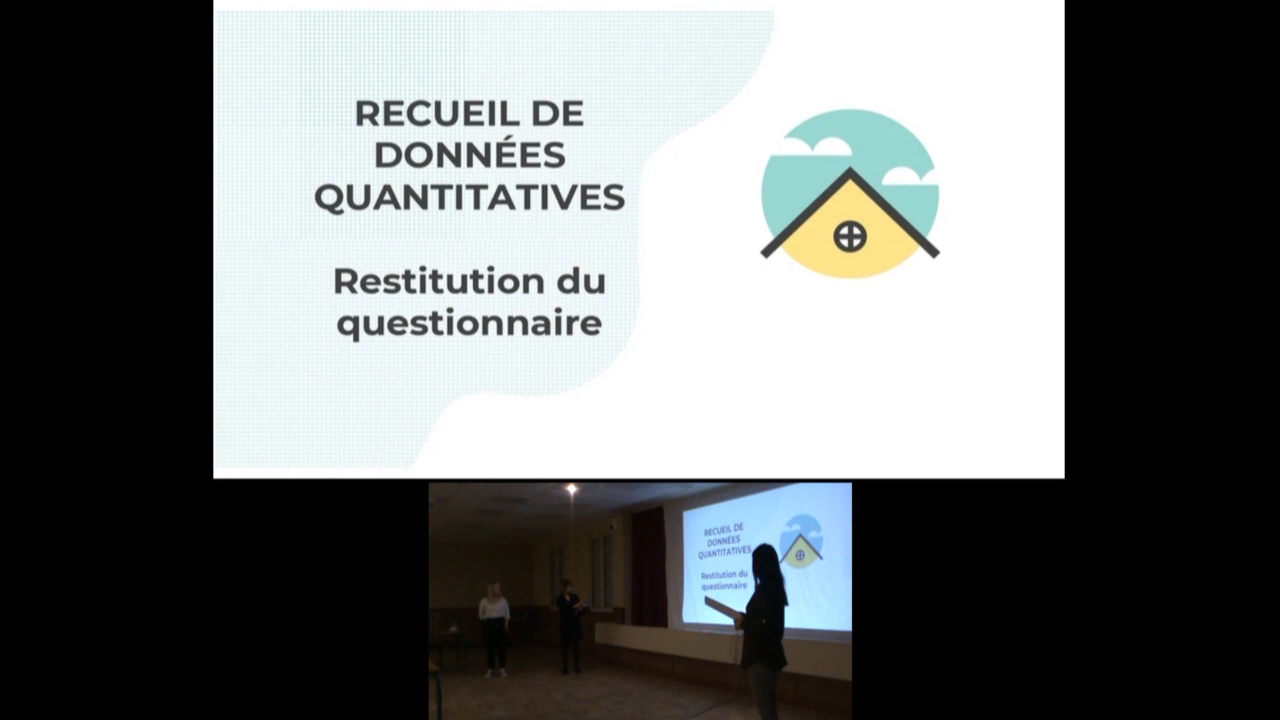 RECUEIL DE
DONNÉES
QUANTITATIVES
Restitution du
questionnaire
RECUEIL DE
DONNÉES
QUANTITATIVES
Restitution du
questionnaire